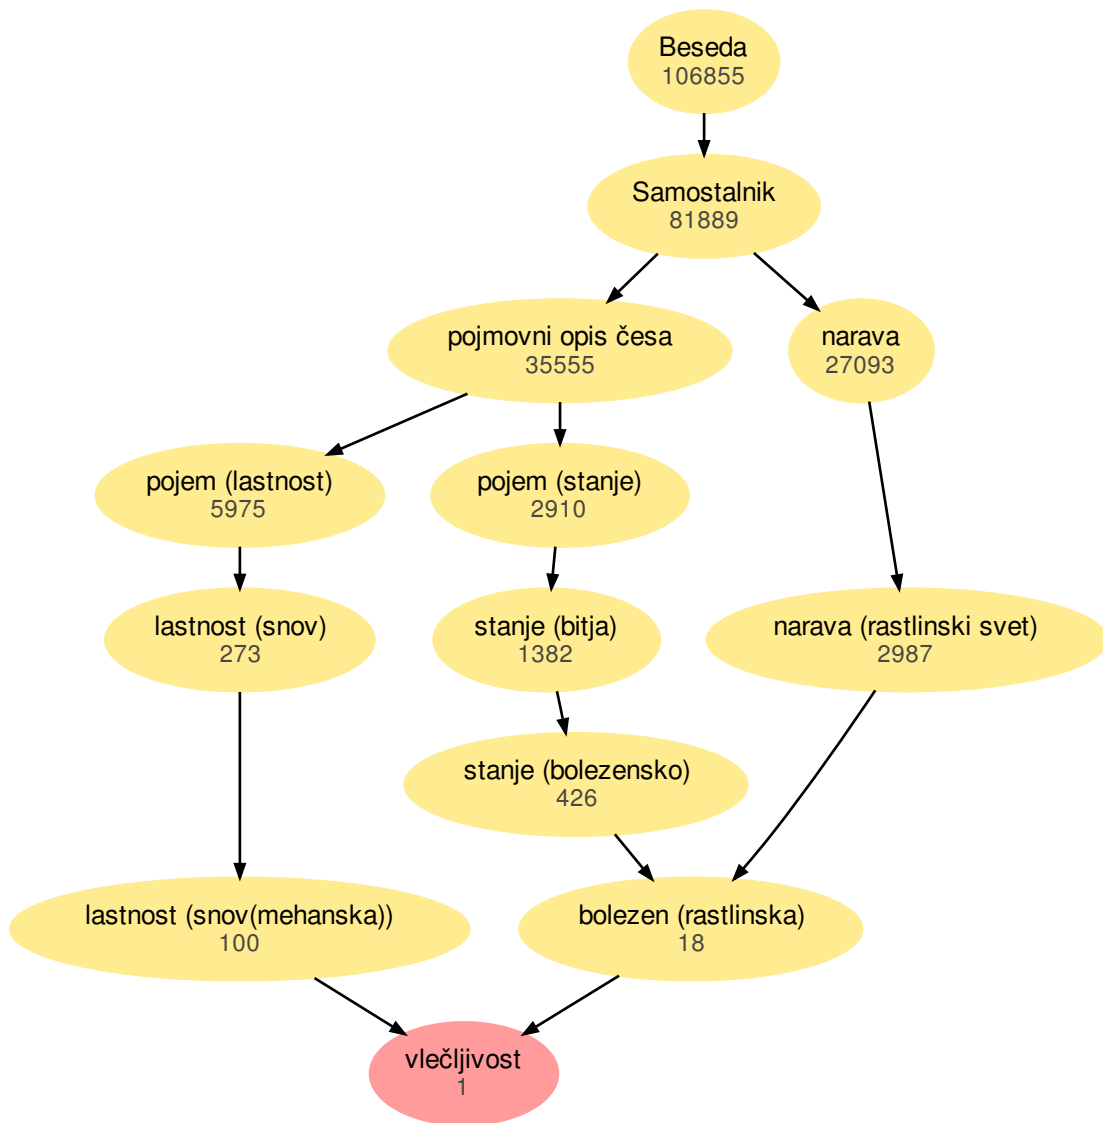 Beseda
106855
Samostalnik
81889
pojmovni opis česa
35555
narava
27093
pojem (lastnost)
5975
pojem (stanje)
2910
lastnost (snov)
273
stanje (bitja)
1382
narava (rastlinski svet)
2987
stanje (bolezensko)
426
lastnost (snov(mehanska))
100
bolezen (rastlinska)
18
vlečljivost
1